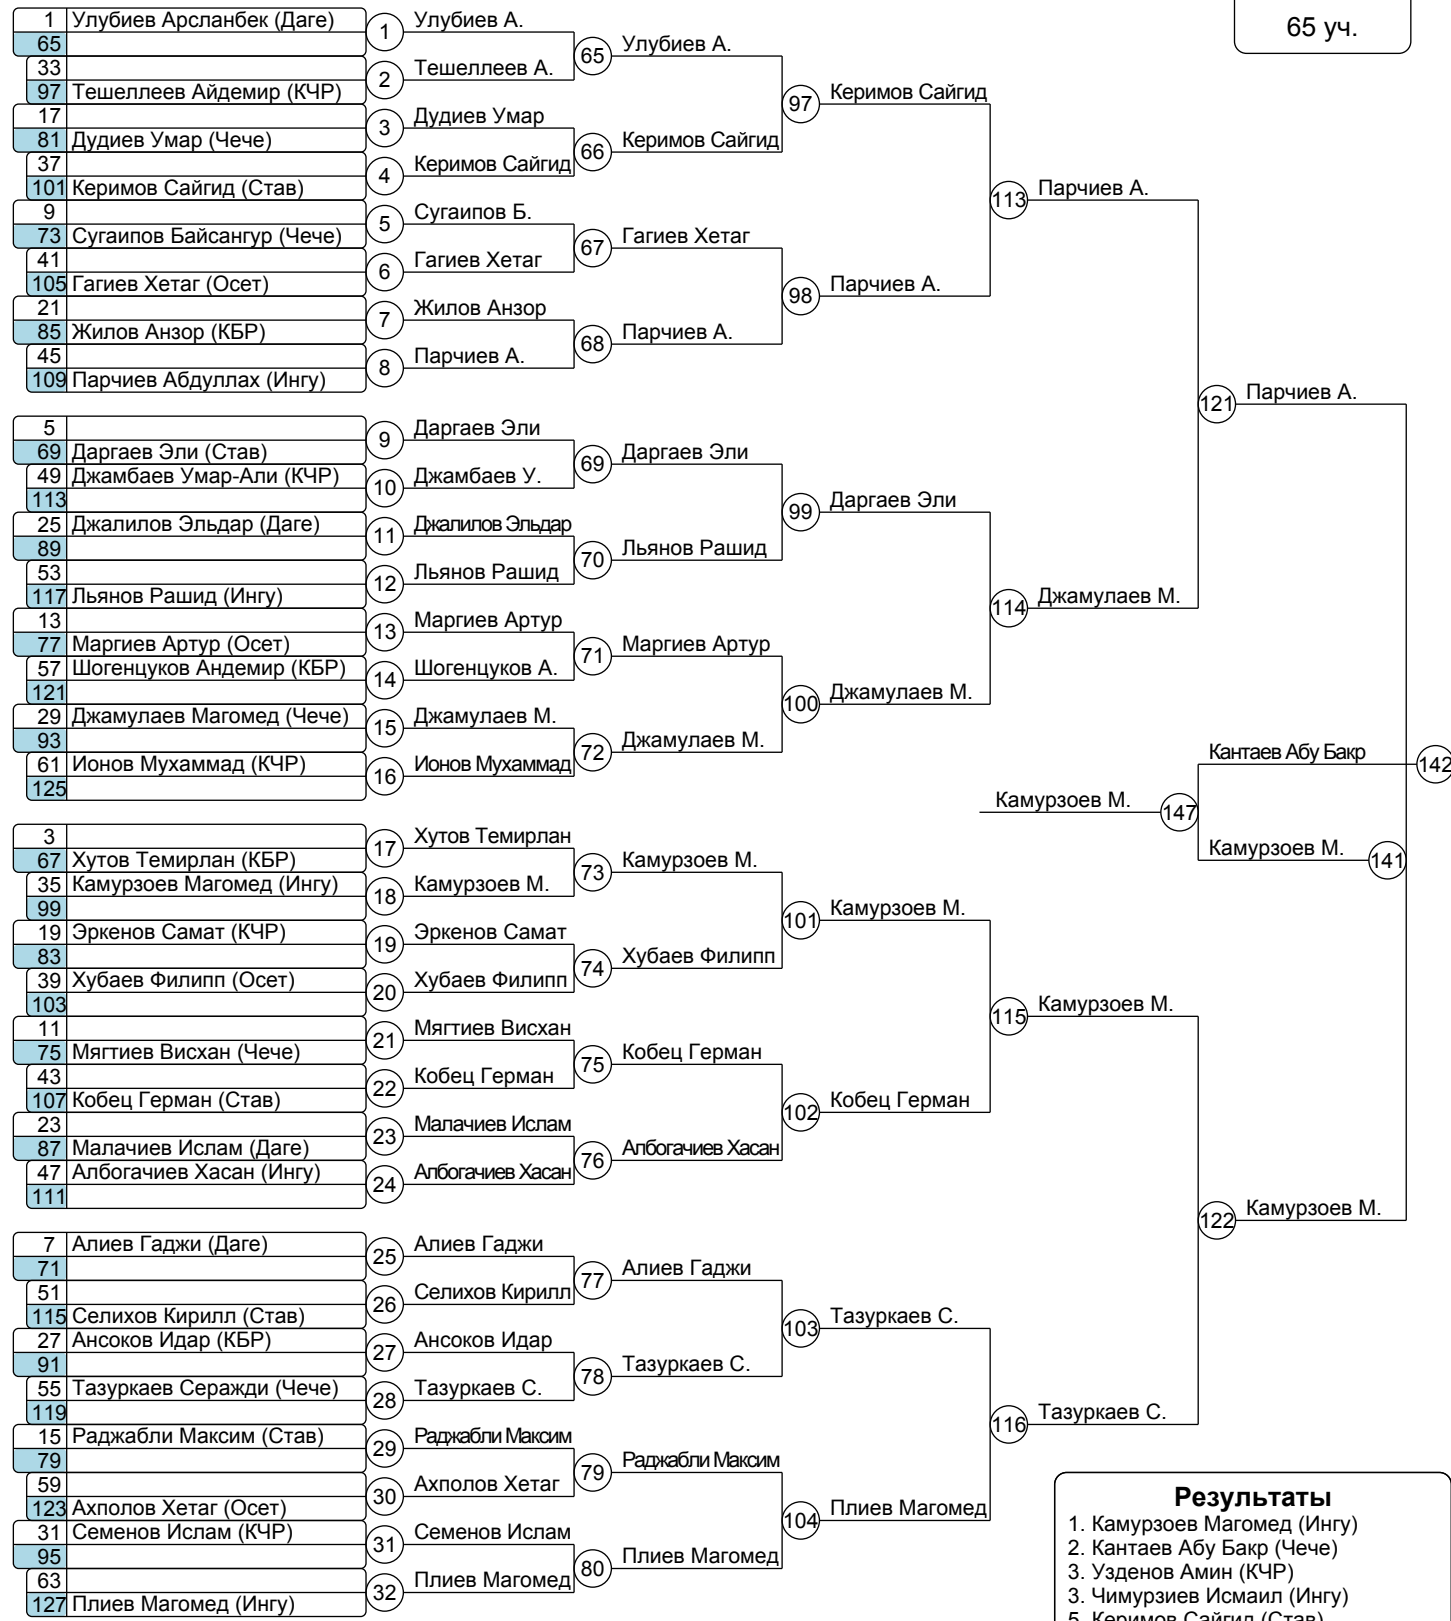 65 уч.
1 Улубиев Арсланбек (Даге)
65
33
97 Тешеллеев Айдемир (КЧР)
17
81 Дудиев Умар (Чече)
37
101 Керимов Сайгид (Став)
9
73 Сугаипов Байсангур (Чече)
41
105 Гагиев Хетаг (Осет)
21
85 Жилов Анзор (КБР)
45
109 Парчиев Абдуллах (Ингу)
5
69 Даргаев Эли (Став)
49 Джамбаев Умар-Али (КЧР)
113
25 Джалилов Эльдар (Даге)
89
53
117 Льянов Рашид (Ингу)
13
77 Маргиев Артур (Осет)
57 Шогенцуков Андемир (КБР)
121
29 Джамулаев Магомед (Чече)
93
61 Ионов Мухаммад (КЧР)
125
3
67 Хутов Темирлан (КБР)
35 Камурзоев Магомед (Ингу)
99
19 Эркенов Самат (КЧР)
83
39 Хубаев Филипп (Осет)
103
11
75 Мягтиев Висхан (Чече)
43
107 Кобец Герман (Став)
23
87 Малачиев Ислам (Даге)
47 Албогачиев Хасан (Ингу)
111
7 Алиев Гаджи (Даге)
71
51
115 Селихов Кирилл (Став)
27 Ансоков Идар (КБР)
91
55 Тазуркаев Серажди (Чече)
119
15 Раджабли Максим (Став)
79
59
123 Ахполов Хетаг (Осет)
31 Семенов Ислам (КЧР)
95
63
127 Плиев Магомед (Ингу)
1 Улубиев А.
2 Тешеллеев А.
3 Дудиев Умар
4 Керимов Сайгид
5 Сугаипов Б.
6 Гагиев Хетаг
7 Жилов Анзор
8 Парчиев А.
9 Даргаев Эли
10 Джамбаев У.
11 Джалилов Эльдар
12 Льянов Рашид
13 Маргиев Артур
14 Шогенцуков А.
15 Джамулаев М.
16 Ионов Мухаммад
17 Хутов Темирлан
18 Камурзоев М.
19 Эркенов Самат
20 Хубаев Филипп
21 Мягтиев Висхан
22 Кобец Герман
23 Малачиев Ислам
24 Албогачиев Хасан
25 Алиев Гаджи
26 Селихов Кирилл
27 Ансоков Идар
28 Тазуркаев С.
29 Раджабли Максим
30 Ахполов Хетаг
31 Семенов Ислам
32 Плиев Магомед
65 Улубиев А.
66 Керимов Сайгид
67 Гагиев Хетаг
68 Парчиев А.
69 Даргаев Эли
70 Льянов Рашид
71 Маргиев Артур
72 Джамулаев М.
73 Камурзоев М.
74 Хубаев Филипп
75 Кобец Герман
76 Албогачиев Хасан
77 Алиев Гаджи
78 Тазуркаев С.
79 Раджабли Максим
80 Плиев Магомед
97 Керимов Сайгид
98 Парчиев А.
99 Даргаев Эли
100 Джамулаев М.
101 Камурзоев М.
102 Кобец Герман
103 Тазуркаев С.
104 Плиев Магомед
113 Парчиев А.
114 Джамулаев М.
115 Камурзоев М.
116 Тазуркаев С.
121 Парчиев А.
122 Камурзоев М.
Кантаев Абу Бакр 142
Камурзоев М. 147
Камурзоев М. 141
Результаты
1. Камурзоев Магомед (Ингу)
2. Кантаев Абу Бакр (Чече)
3. Узденов Амин (КЧР)
3. Чимурзиев Исмаил (Ингу)
5. Керимов Сайгид (Став)